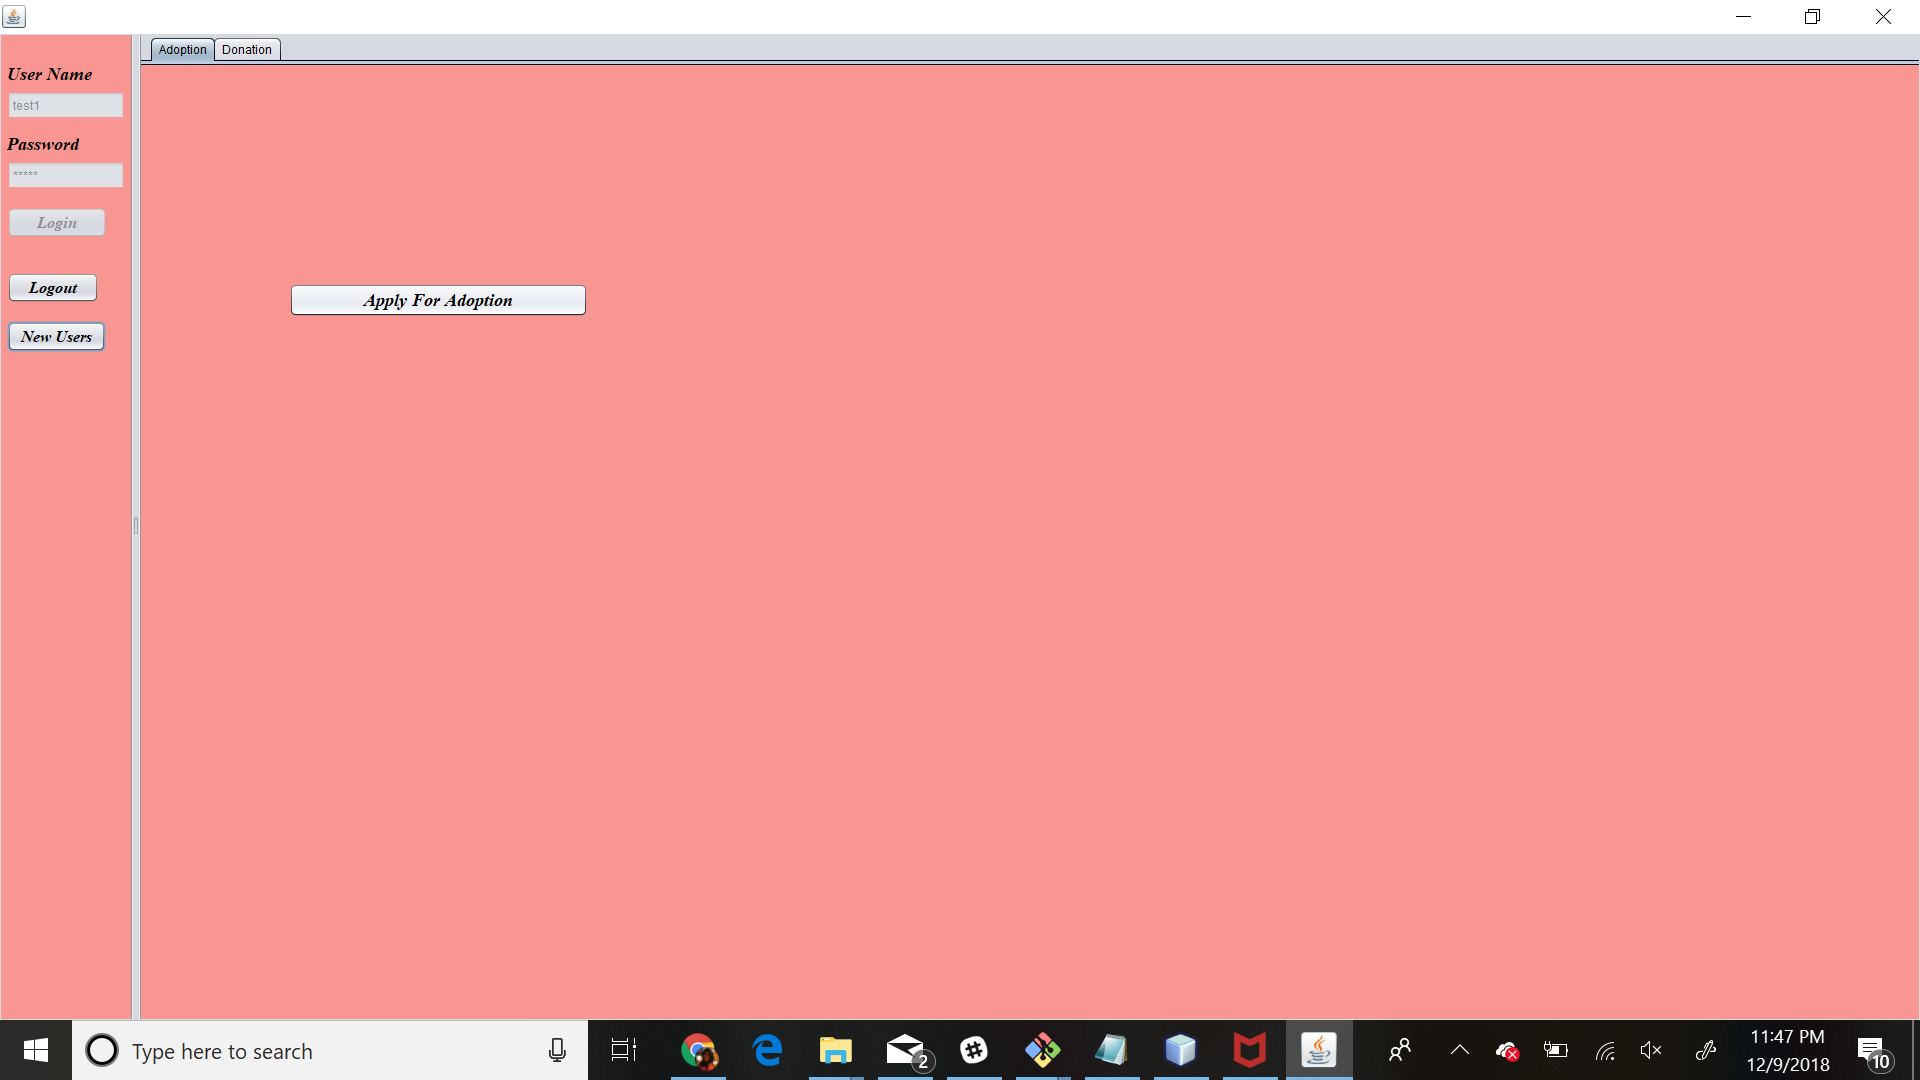 Adoption Donation
User Name
test1
Password
*****
Login
Logout
Apply For Adoption
New Users
Type here to search
2
11:47 PM
12/9/2018
10